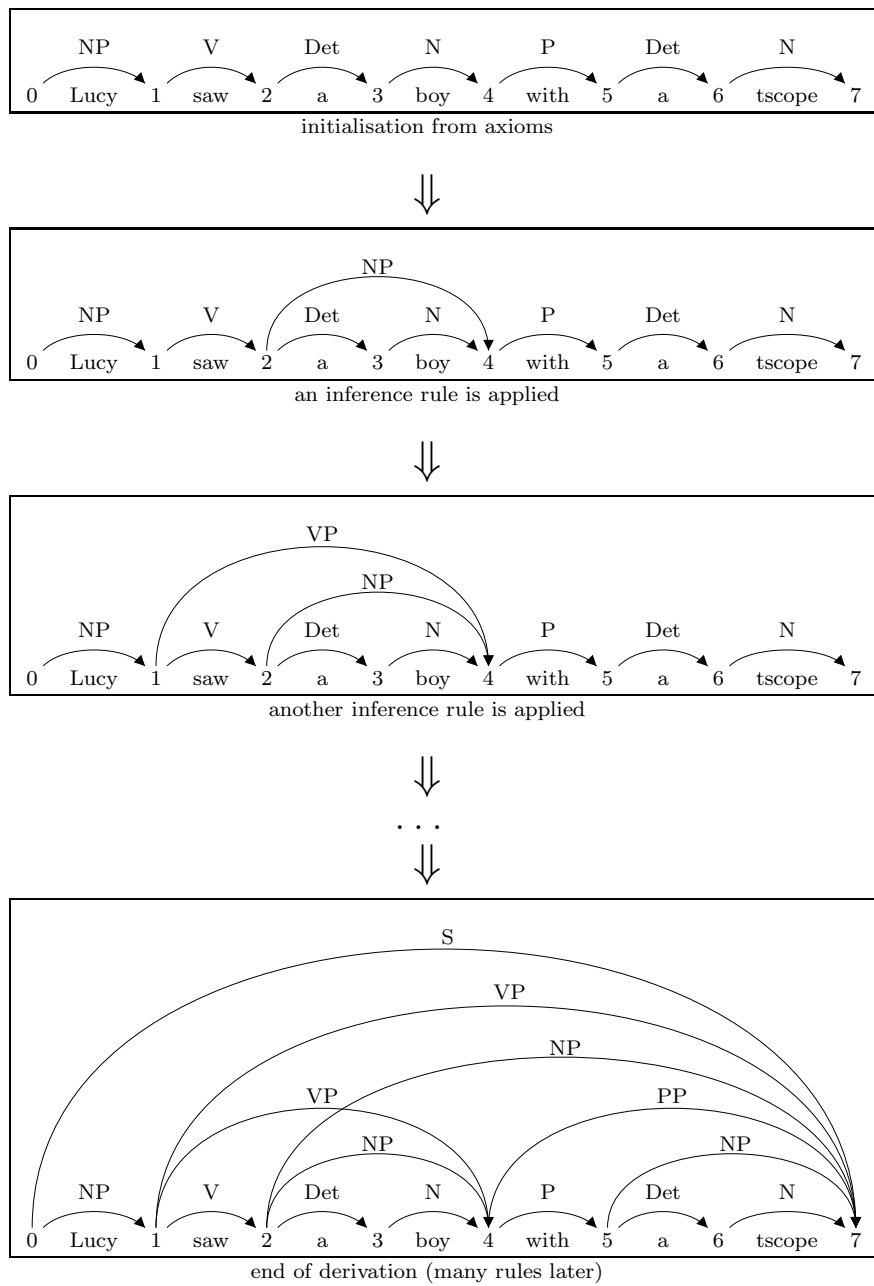 NP V Det N P Det N
0 Lucy 1 saw 2 a 3 boy 4 with 5 a 6 tscope 7
initialisation from axioms
⇓
NP
NP V Det N P Det N
0 Lucy 1 saw 2 a 3 boy 4 with 5 a 6 tscope 7
an inference rule is applied
⇓
VP
NP
NP V Det N P Det N
0 Lucy 1 saw 2 a 3 boy 4 with 5 a 6 tscope 7
another inference rule is applied
⇓
. . .
⇓
S
VP
NP
VP PP
NP NP
NP V Det N P Det N
0 Lucy 1 saw 2 a 3 boy 4 with 5 a 6 tscope 7
end of derivation (many rules later)